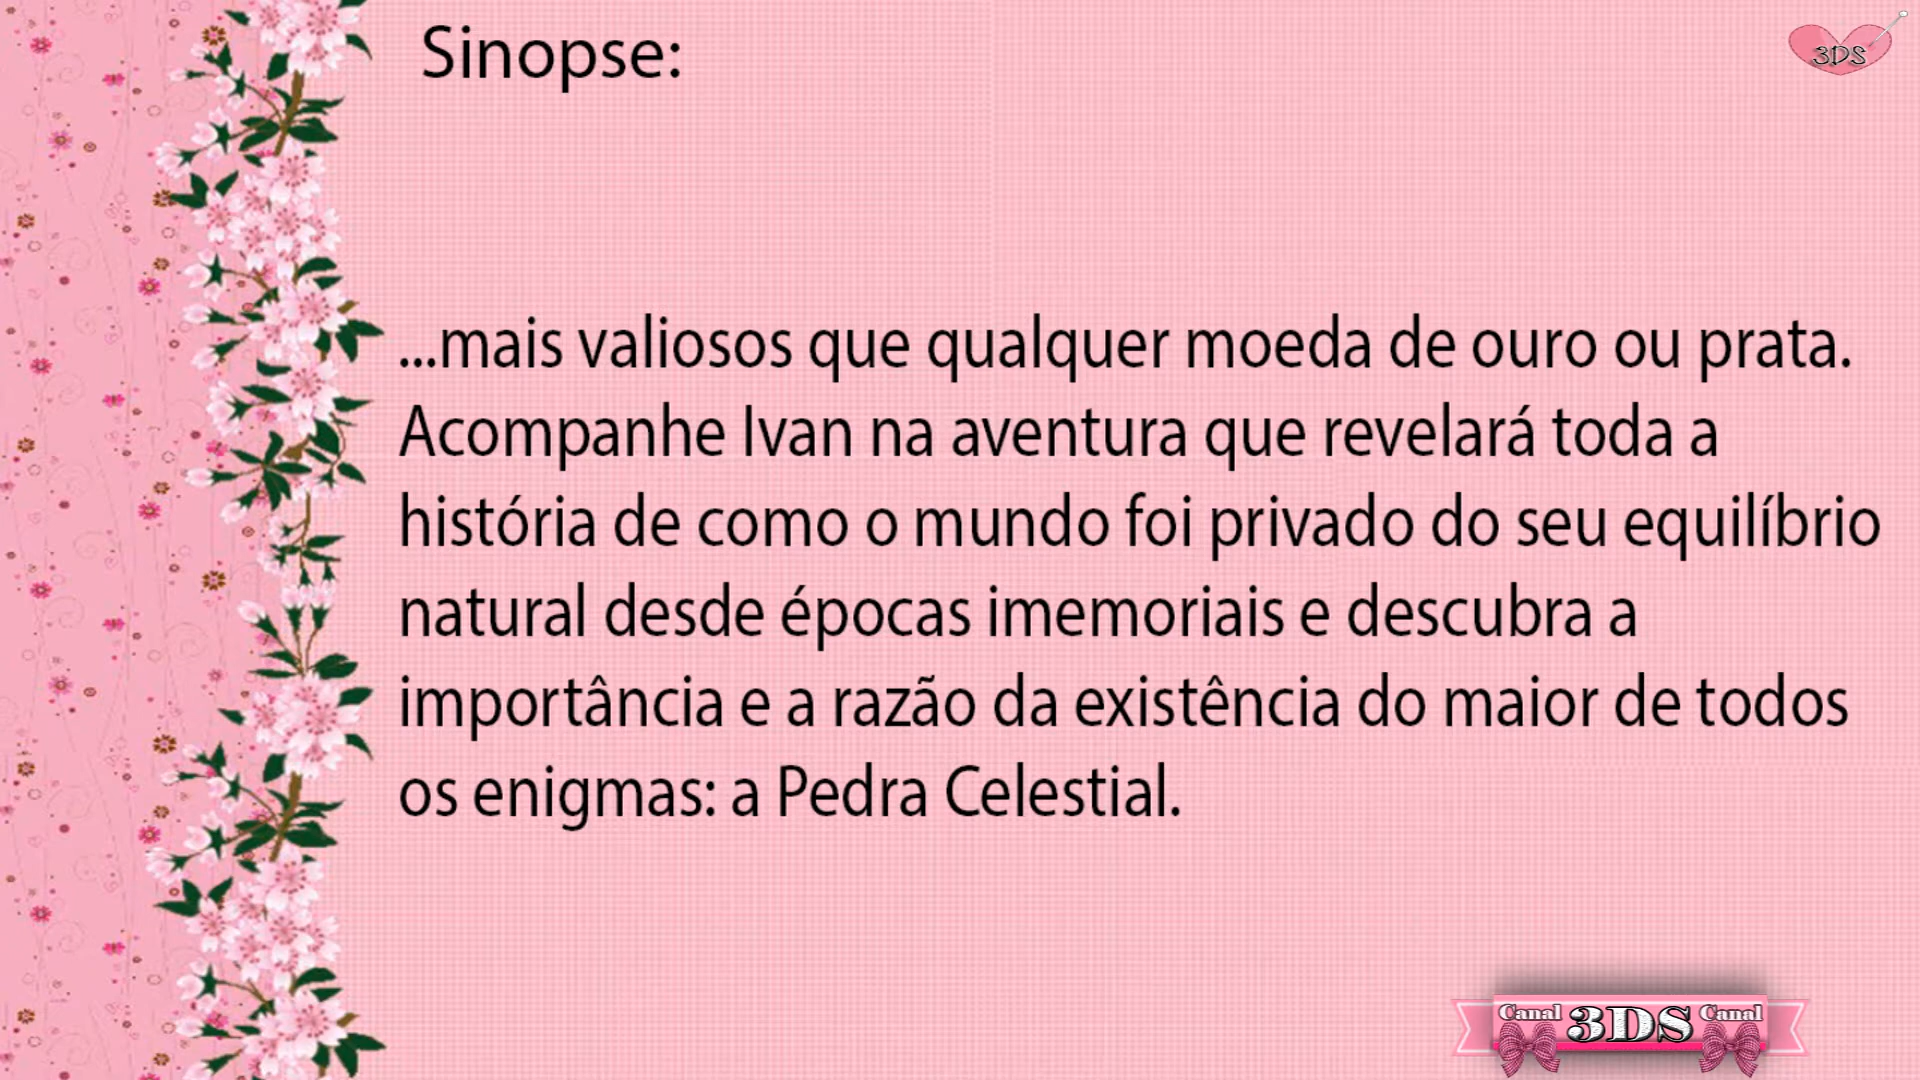 Sinopse:
3DS
...mais valiosos que qualquer moeda de ouro ou prata.
Acompanhe Ivan na aventura que revelará toda a
história de como o mundo foi privado do seu equilíbrio
natural desde épocas imemoriais e descubra a
importância e a razão da existência do maior de todos
os enigmas: a Pedra Celestial.
Canal 3DS Canal